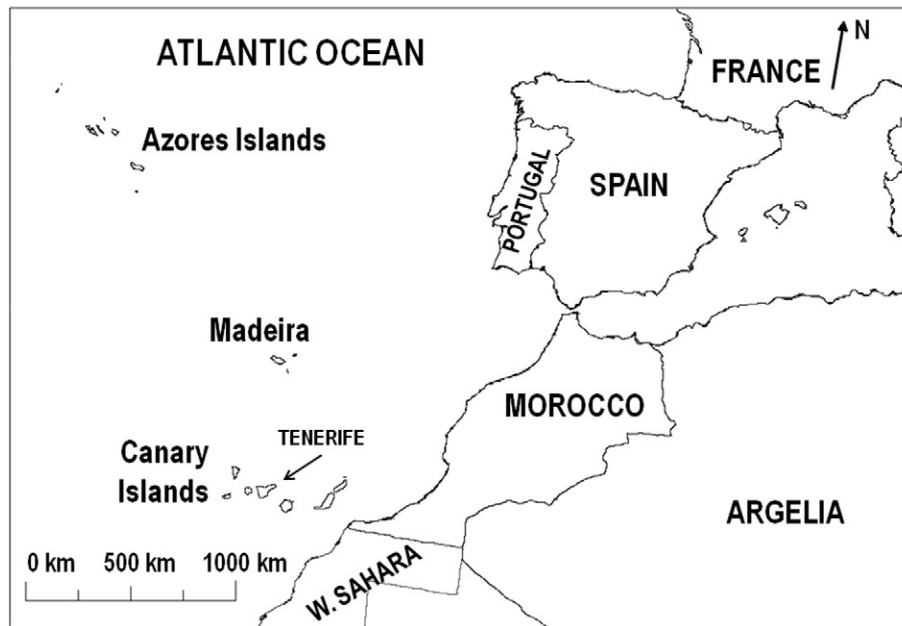 ATLANTIC OCEAN
N
FRANCE
Azores Islands
SPAIN
PORTUGAL
Madeira
MOROCCO
TENERIFE
Canary
Islands
ARGELIA
0 km 500 km 1000 km
W. SAHARA